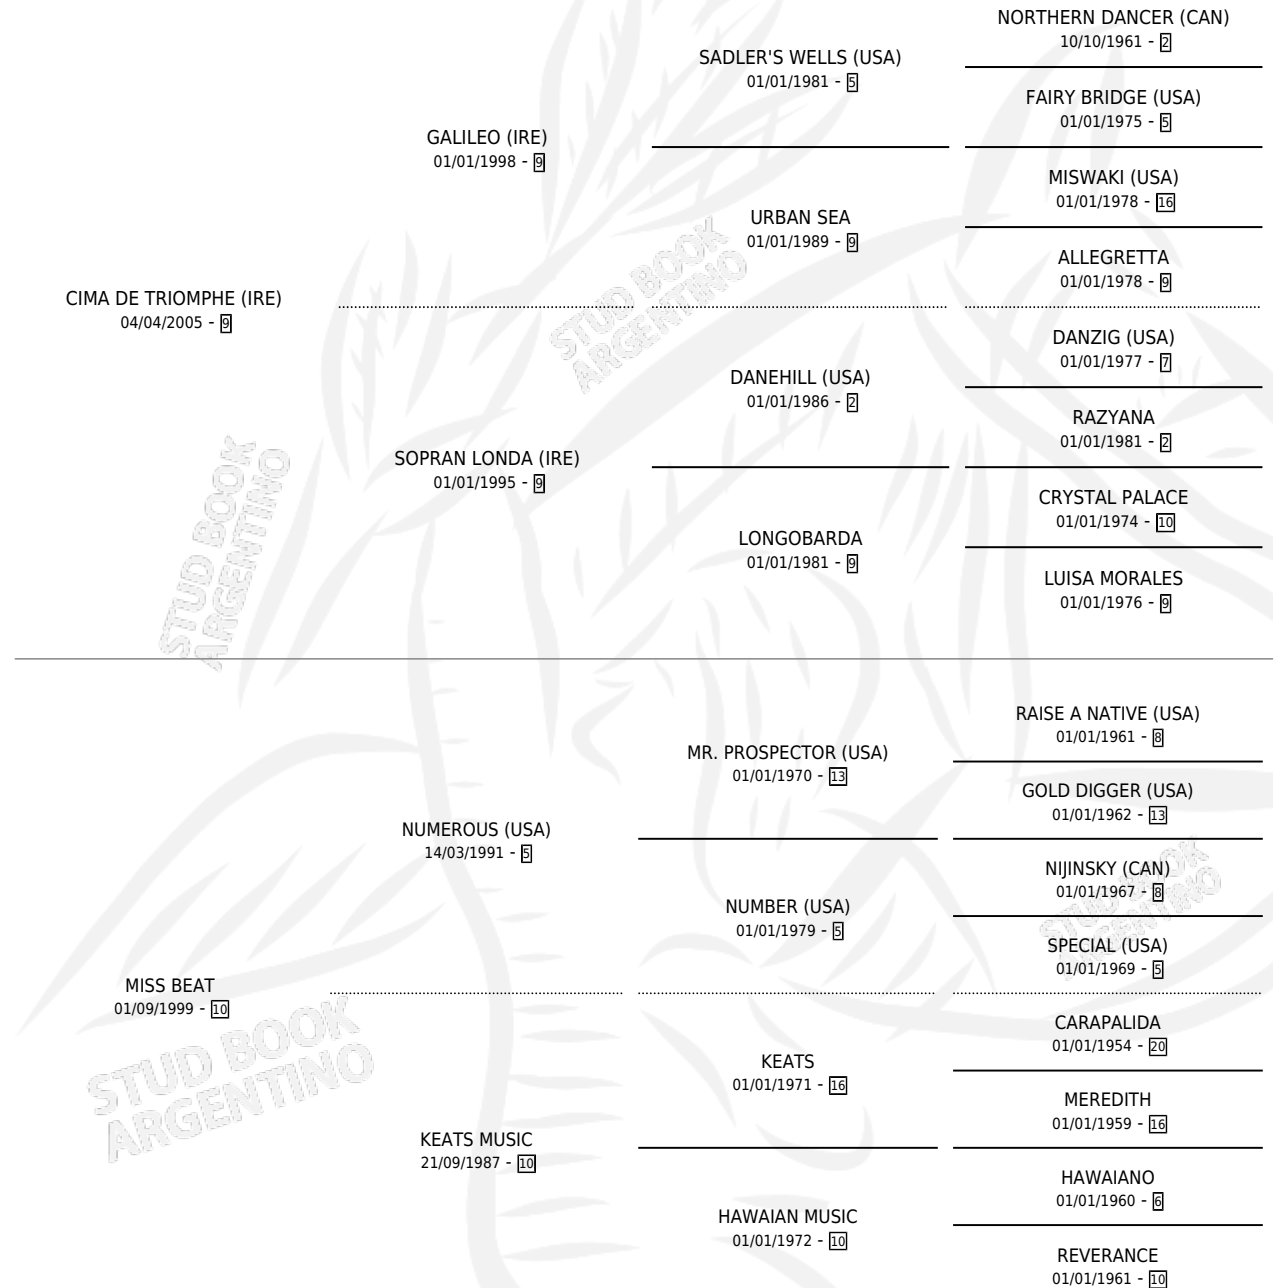 NORTHERN DANCER (CAN)
10/10/1961 - 2
SADLER'S WELLS (USA)
01/01/1981 - 5
FAIRY BRIDGE (USA)
01/01/1975 - 5
GALILEO (IRE)
01/01/1998 - 9
MISWAKI (USA)
01/01/1978 - 16
URBAN SEA
01/01/1989 - 9
ALLEGRETTA
01/01/1978 - 9
CIMA DE TRIOMPHE (IRE)
04/04/2005 - 9
DANZIG (USA)
01/01/1977 - 7
DANEHILL (USA)
01/01/1986 - 2
RAZYANA
01/01/1981 - 2
SOPRAN LONDA (IRE)
01/01/1995 - 9
CRYSTAL PALACE
01/01/1974 - 10
LONGOBARDA
01/01/1981 - 9
LUISA MORALES
01/01/1976 - 9
RAISE A NATIVE (USA)
01/01/1961 - 8
MR. PROSPECTOR (USA)
01/01/1970 - 13
GOLD DIGGER (USA)
01/01/1962 - 13
NUMEROUS (USA)
14/03/1991 - 5
NIJINSKY (CAN)
01/01/1967 - 8
NUMBER (USA)
01/01/1979 - 5
SPECIAL (USA)
01/01/1969 - 5
MISS BEAT
01/09/1999 - 10
CARAPALIDA
01/01/1954 - 20
KEATS
01/01/1971 - 16
MEREDITH
01/01/1959 - 16
KEATS MUSIC
21/09/1987 - 10
HAWAIANO
01/01/1960 - 6
HAWAIAN MUSIC
01/01/1972 - 10
REVERANCE
01/01/1961 - 10
STUD BOOK
ARGENTINO
STUD BOOK
ARGENTINO
STUD BOOK
ARGENTINO
STUD BOOK
ARGENTINO